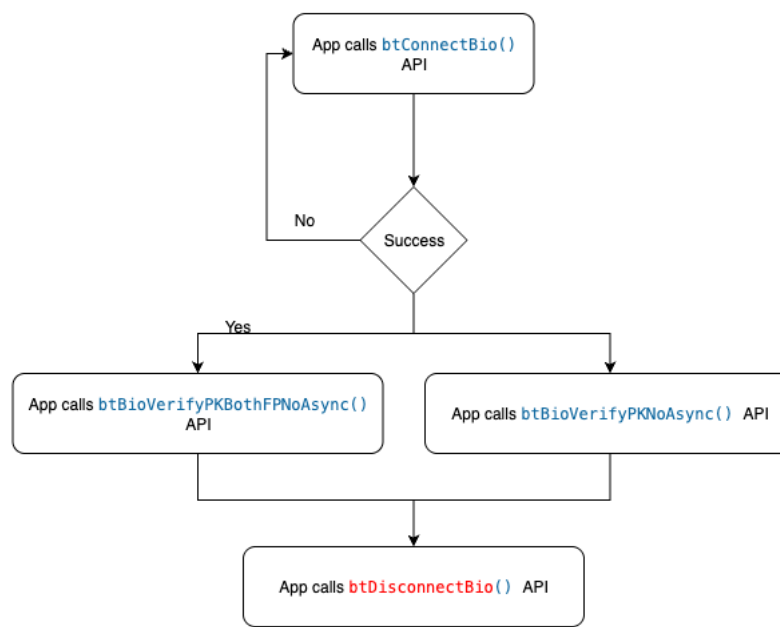 App calls btConnectBio()
API
No
Success
Yes
App calls btBioVerifyPKBothFPNoAsync()
API
App calls btBioVerifyPKNoAsync() API
App calls btDisconnectBio() API